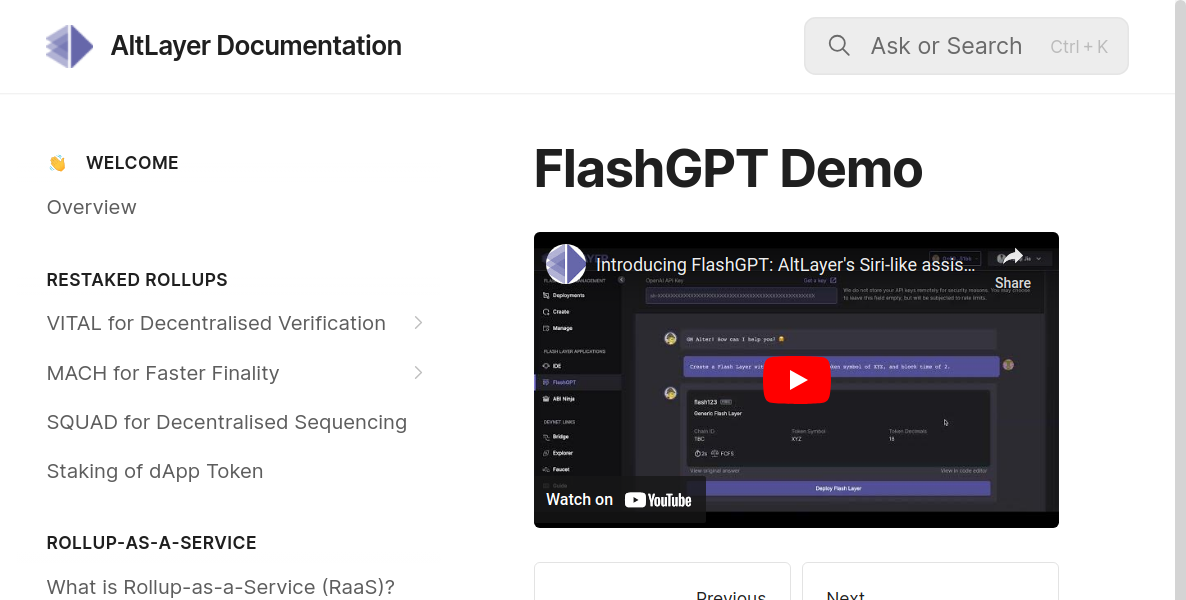 AltLayer Documentation
Ask or Search Ctrl + K
👋 WELCOME
Overview
RESTAKED ROLLUPS
VITAL for Decentralised Verification
MACH for Faster Finality
SQUAD for Decentralised Sequencing
Staking of dApp Token
ROLLUP-AS-A-SERVICE
What is Rollup-as-a-Service (RaaS)?
FlashGPT Demo
Introducing FlashGPT: AltLayer's Siri-like assis...
Share
OpenAI API Key
Get a key
We do not store your API keys remotely for security reasons. You may choose
to leave this field empty, but will be subjected to rate limits.
Deployments
Create
Manage
FLASH LAYER APPLICATIONS
IDE
FlashGPT
ABI Ninja
DEVNET LINKS
Bridge
Explorer
Faucet
GM Alter! How can I help you?
Create a Flash Layer
token symbol of XYZ, and block time of 2.
flash123
Generic Flash Layer
Chain ID Token Symbol Token Decimals
XYZ 18
2s FCFS
View original answer View in code editor
Deploy Flash Layer
Watch on YouTube
Previous
Next